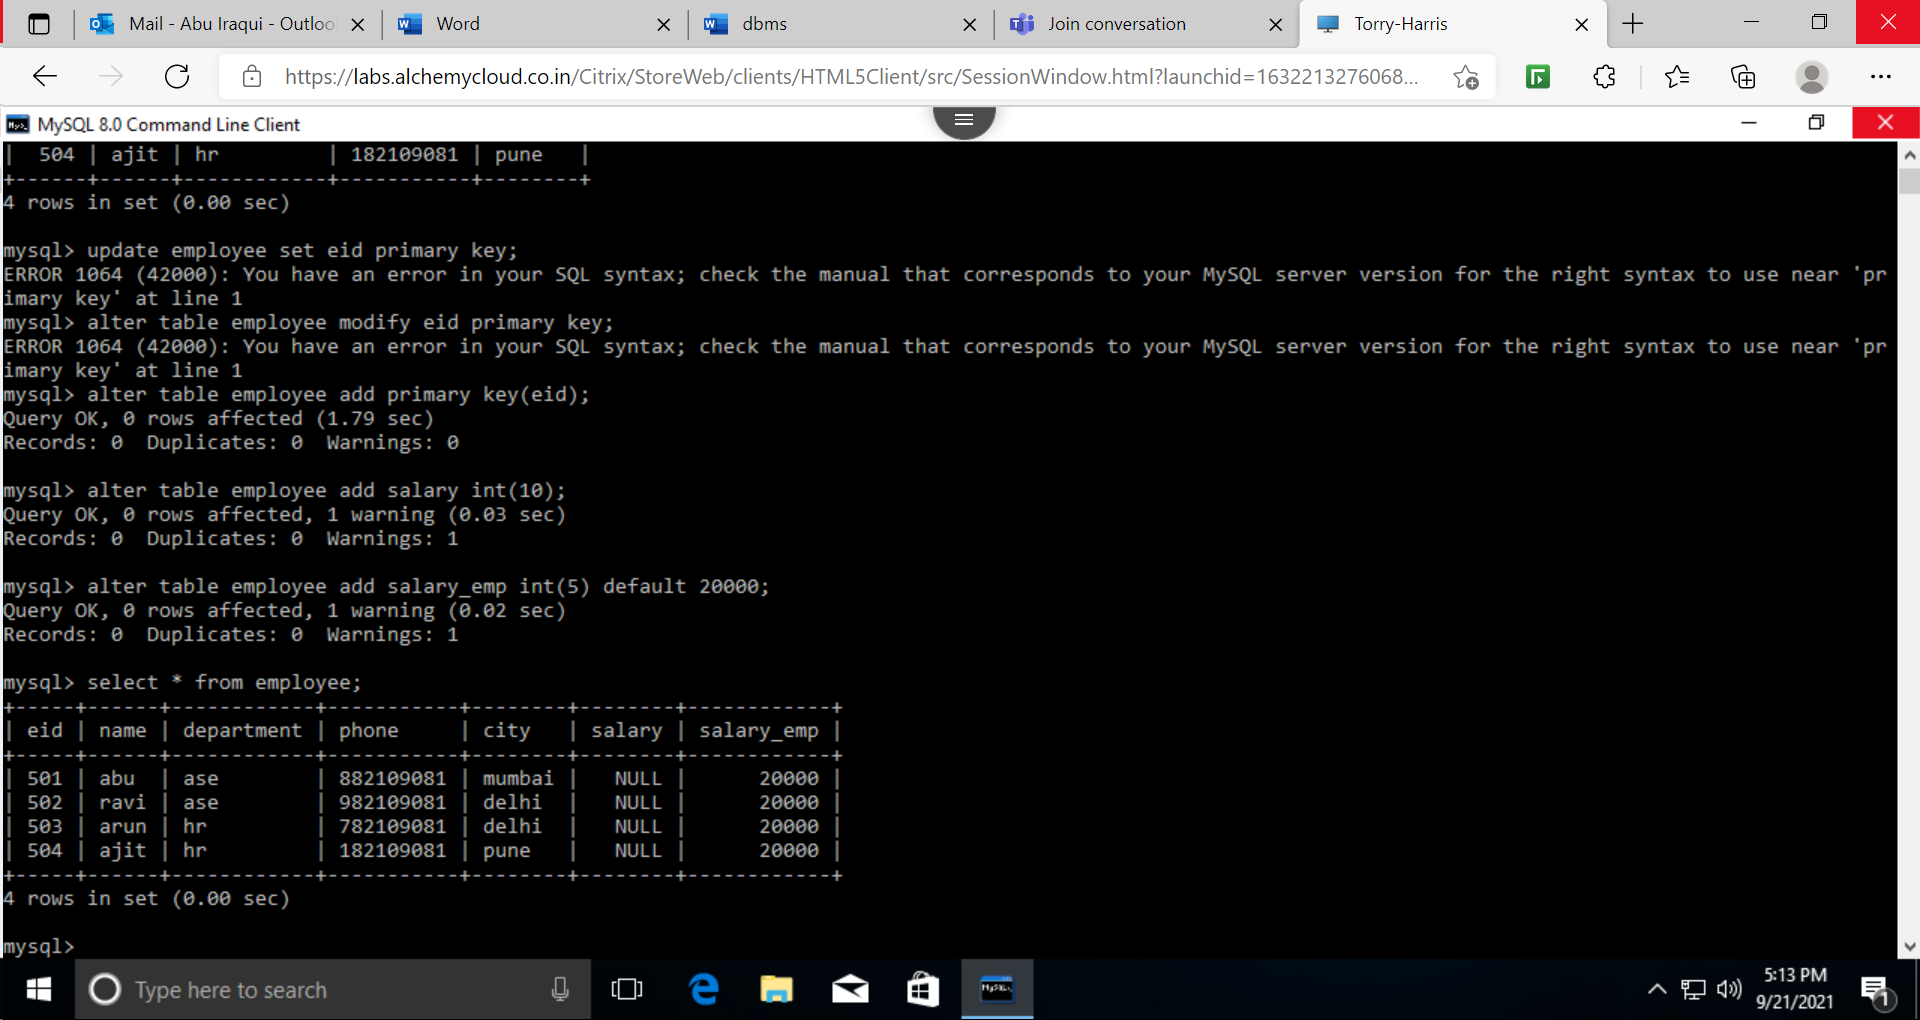 Mail - Abu Iraqui - Outloo
Word
dbms
Join conversation
Torry-Harris
https://labs.alchemycloud.co.in/Citrix/StoreWeb/clients/HTML5Client/src/SessionWindow.html?launchid=1632213276068...
MySQL 8.0 Command Line Client
|  504 | ajit | hr         | 182109081 | pune   |
+------+------+------------+-----------+--------+
4 rows in set (0.00 sec)
mysql> update employee set eid primary key;
ERROR 1064 (42000): You have an error in your SQL syntax; check the manual that corresponds to your MySQL server version for the right syntax to use near 'pr
imary key' at line 1
mysql> alter table employee modify eid primary key;
ERROR 1064 (42000): You have an error in your SQL syntax; check the manual that corresponds to your MySQL server version for the right syntax to use near 'pr
imary key' at line 1
mysql> alter table employee add primary key(eid);
Query OK, 0 rows affected (1.79 sec)
Records: 0  Duplicates: 0  Warnings: 0
mysql> alter table employee add salary int(10);
Query OK, 0 rows affected, 1 warning (0.03 sec)
Records: 0  Duplicates: 0  Warnings: 1
mysql> alter table employee add salary_emp int(5) default 20000;
Query OK, 0 rows affected, 1 warning (0.02 sec)
Records: 0  Duplicates: 0  Warnings: 1
mysql> select * from employee;
+-----+------+------------+-----------+--------+--------+------------+
| eid | name | department | phone     | city   | salary | salary_emp |
+-----+------+------------+-----------+--------+--------+------------+
| 501 | abu  | ase        | 882109081 | mumbai |   NULL |      20000 |
| 502 | ravi | ase        | 982109081 | delhi  |   NULL |      20000 |
| 503 | arun | hr         | 782109081 | delhi  |   NULL |      20000 |
| 504 | ajit | hr         | 182109081 | pune   |   NULL |      20000 |
+-----+------+------------+-----------+--------+--------+------------+
4 rows in set (0.00 sec)
mysql>
Type here to search
5:13 PM
9/21/2021
1